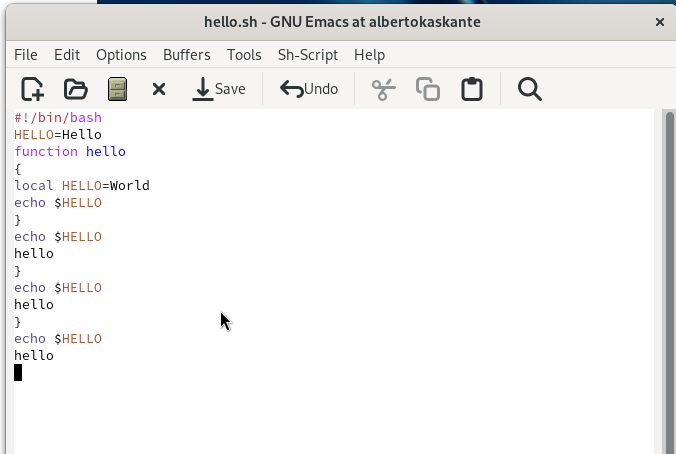 hello.sh - GNU Emacs at albertokaskante
File Edit Options Buffers Tools Sh-Script Help
Save Undo
#!/bin/bash
HELLO=Hello
function hello
{
local HELLO=World
echo $HELLO
}
echo $HELLO
hello
}
echo $HELLO
hello
}
echo $HELLO
hello